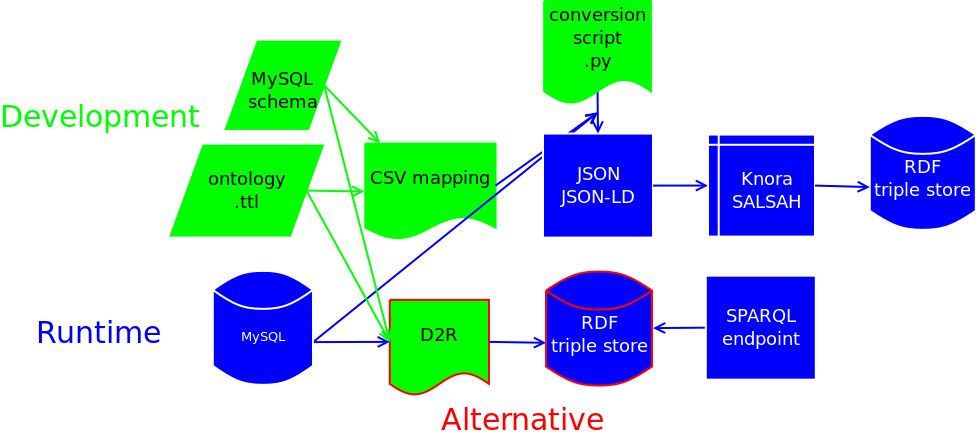 conversion
script
.py
MySQL
schema
Development
ontology
.ttl
CSV mapping
JSON
JSON-LD
Knora
SALSAH
RDF
triple store
Runtime
MySQL
D2R
RDF
triple store
SPARQL
endpoint
Alternative